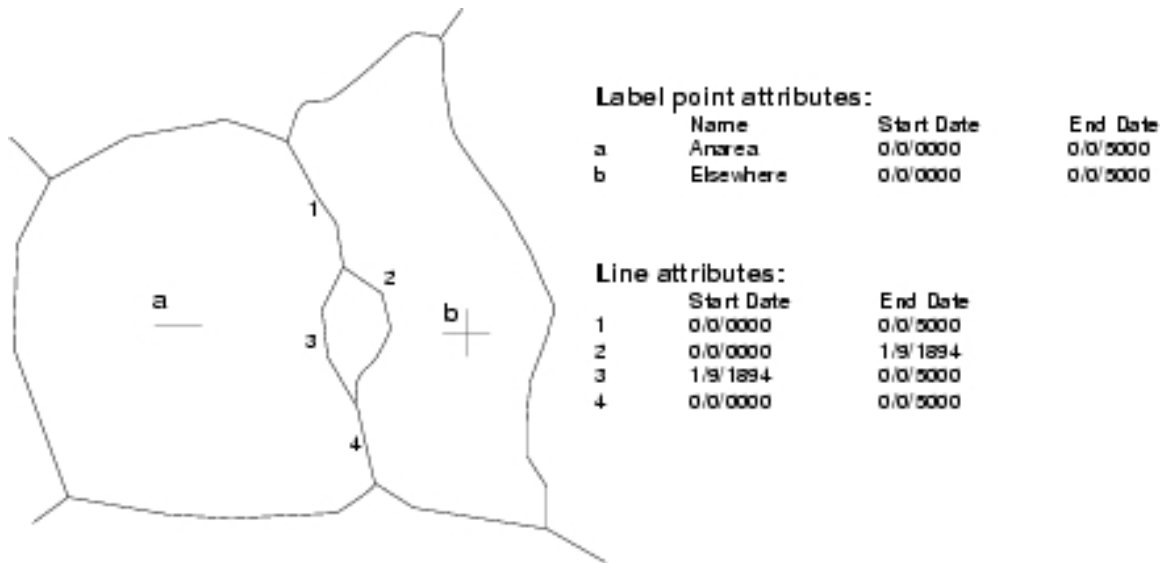 Label point attributes:
Name Start Date End Date
a Anarea 0/0/0000 0/0/5000
b Elsewhere 0/0/0000 0/0/5000
1
2
Line attributes:
Start Date End Date
a
b
3
1 0/0/0000 0/0/5000
2 0/0/0000 1/9/1894
3 1/9/1894 0/0/5000
4 0/0/0000 0/0/5000
4